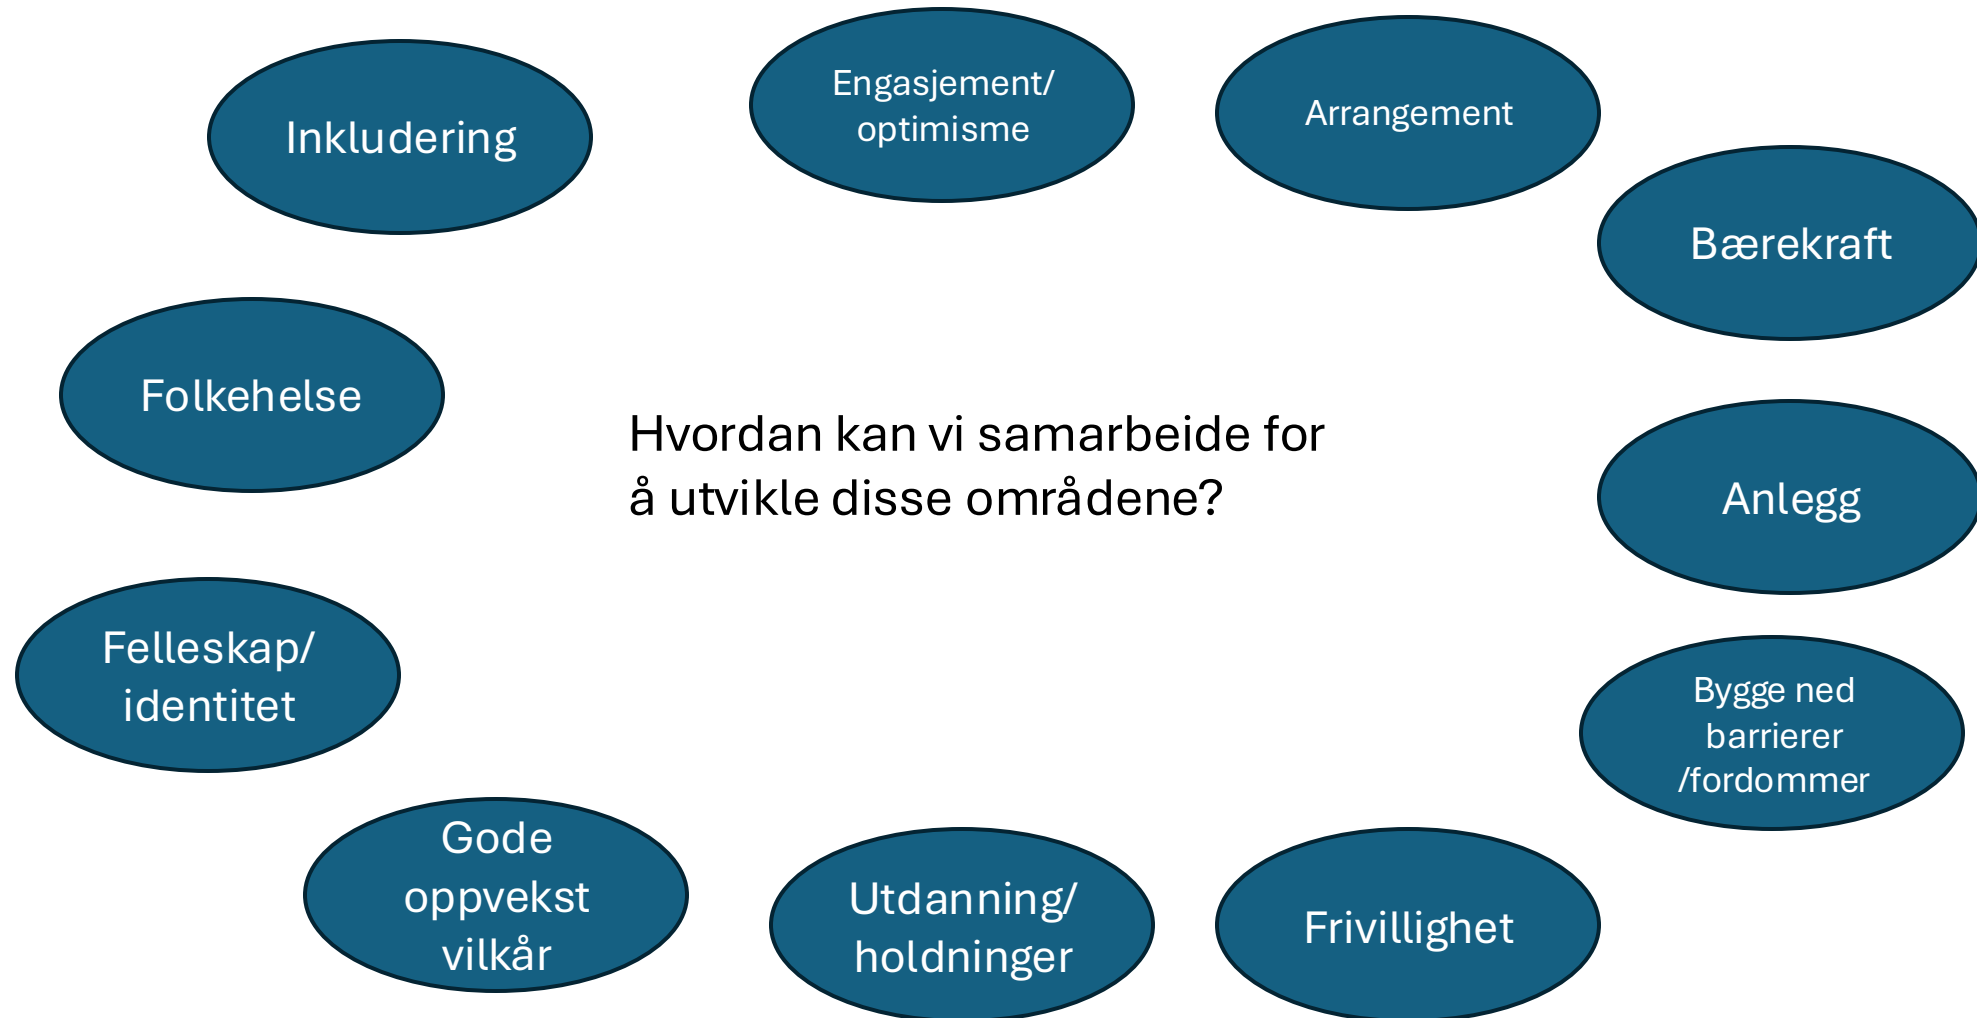 Inkludering
Engasjement/
optimisme
Arrangement
Bærekraft
Folkehelse
Hvordan kan vi samarbeide for
å utvikle disse områdene?
Anlegg
Felleskap/
identitet
Bygge ned
barrierer
/fordommer
Gode
oppvekst
vilkår
Utdanning/
holdninger
Frivillighet